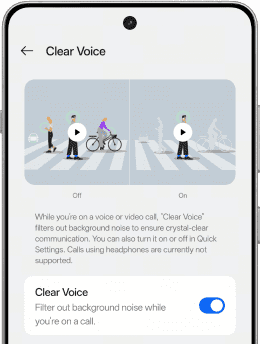 Clear Voice
Off
On
While you're on a voice or video call, "Clear Voice"
filters out background noise to ensure crystal-clear
communication. You can also turn it on or off in Quick
Settings. Calls using headphones are currently not
supported.
Clear Voice
Filter out background noise while
you're on a call.